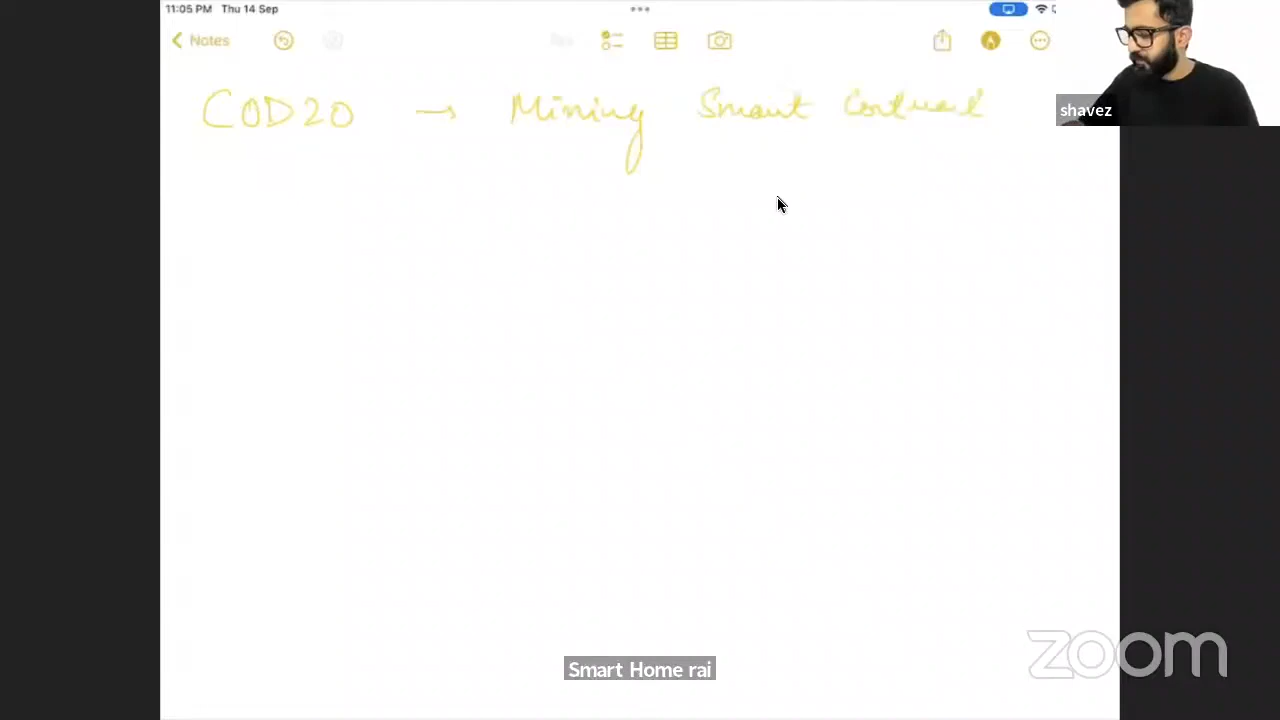 11:05 PM Thu 14 Sep
Notes
COD20 → Mining Smart Contract
shavez
Smart Home rai
zoom